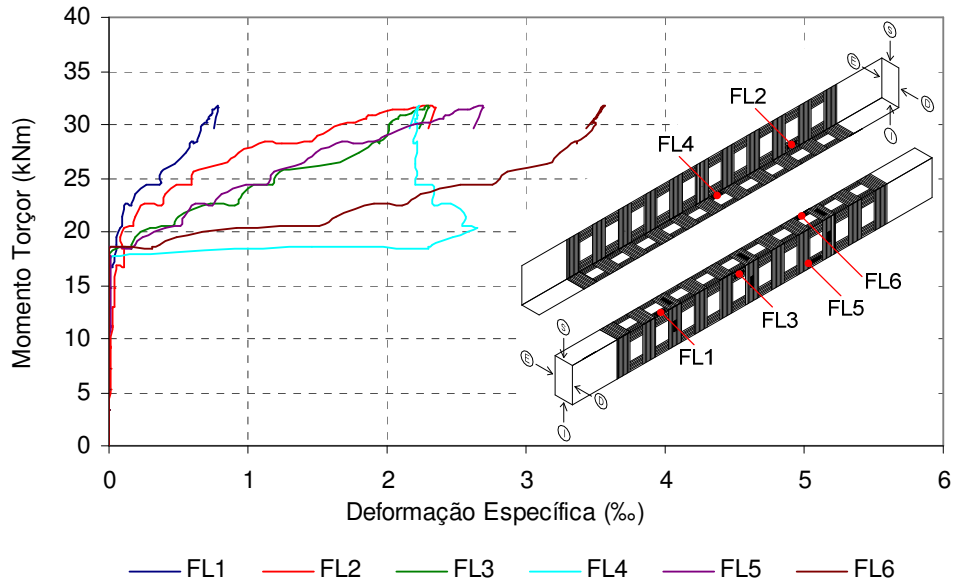 Momento Torçor (kNm)
40
35
30
25
20
15
10
5
0
0 1 2 3 4 5 6
Deformação Específica (‰)
S
E
D
I
FL2
FL4
FL6
FL5
FL3
FL1
S
E
D
I
FL1 FL2 FL3 FL4 FL5 FL6